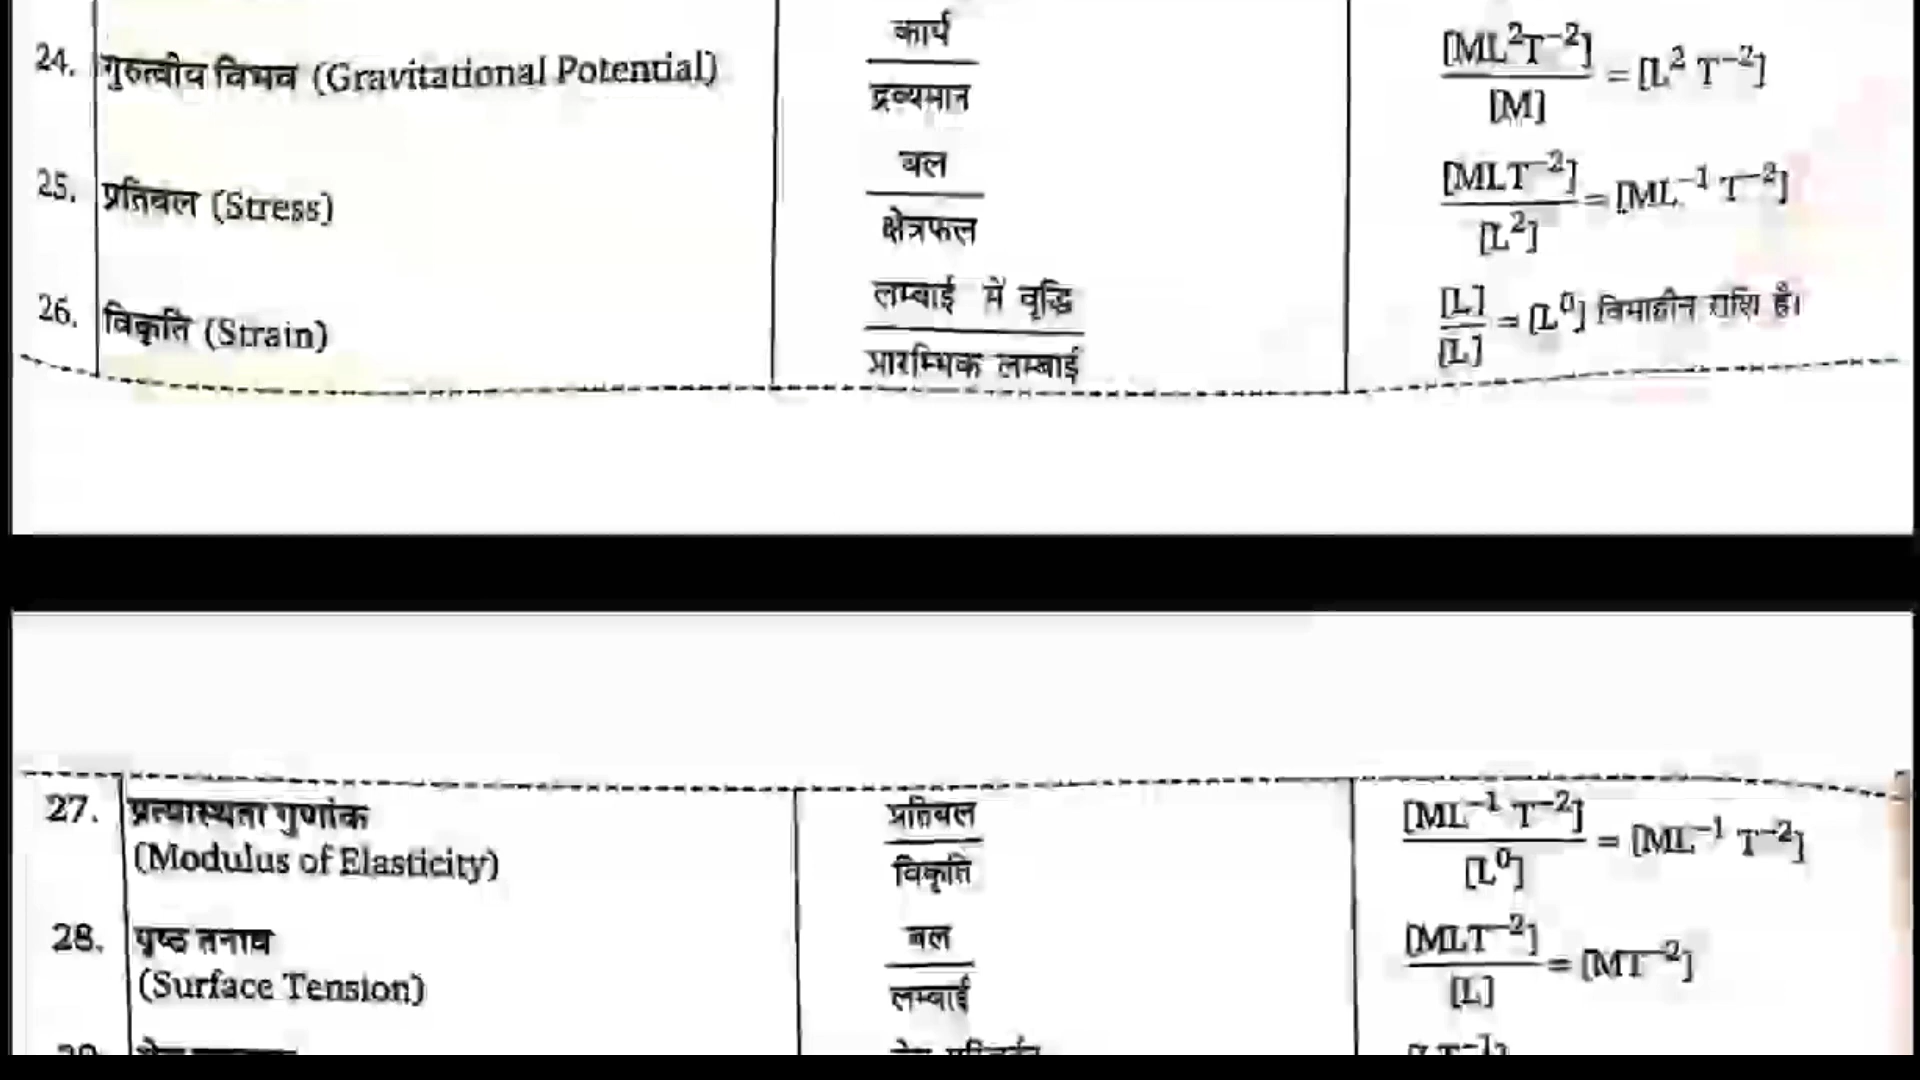 24. गुरुत्वीय विभव (Gravitational Potential) कार्य / द्रव्यमान [ML²T⁻²] / [M] = [L² T⁻²]
25. प्रतिबल (Stress) बल / क्षेत्रफल [MLT⁻²] / [L²] = [ML⁻¹ T⁻²]
26. विकृति (Strain) लम्बाई में वृद्धि / प्रारम्भिक लम्बाई [L] / [L] = [L⁰] विमाहीन राशि है।
27. प्रत्यास्थता गुणांक (Modulus of Elasticity) प्रतिबल / विकृति [ML⁻¹ T⁻²] / [L⁰] = [ML⁻¹ T⁻²]
28. पृष्ठ तनाव (Surface Tension) बल / लम्बाई [MLT⁻²] / [L] = [MT⁻²]